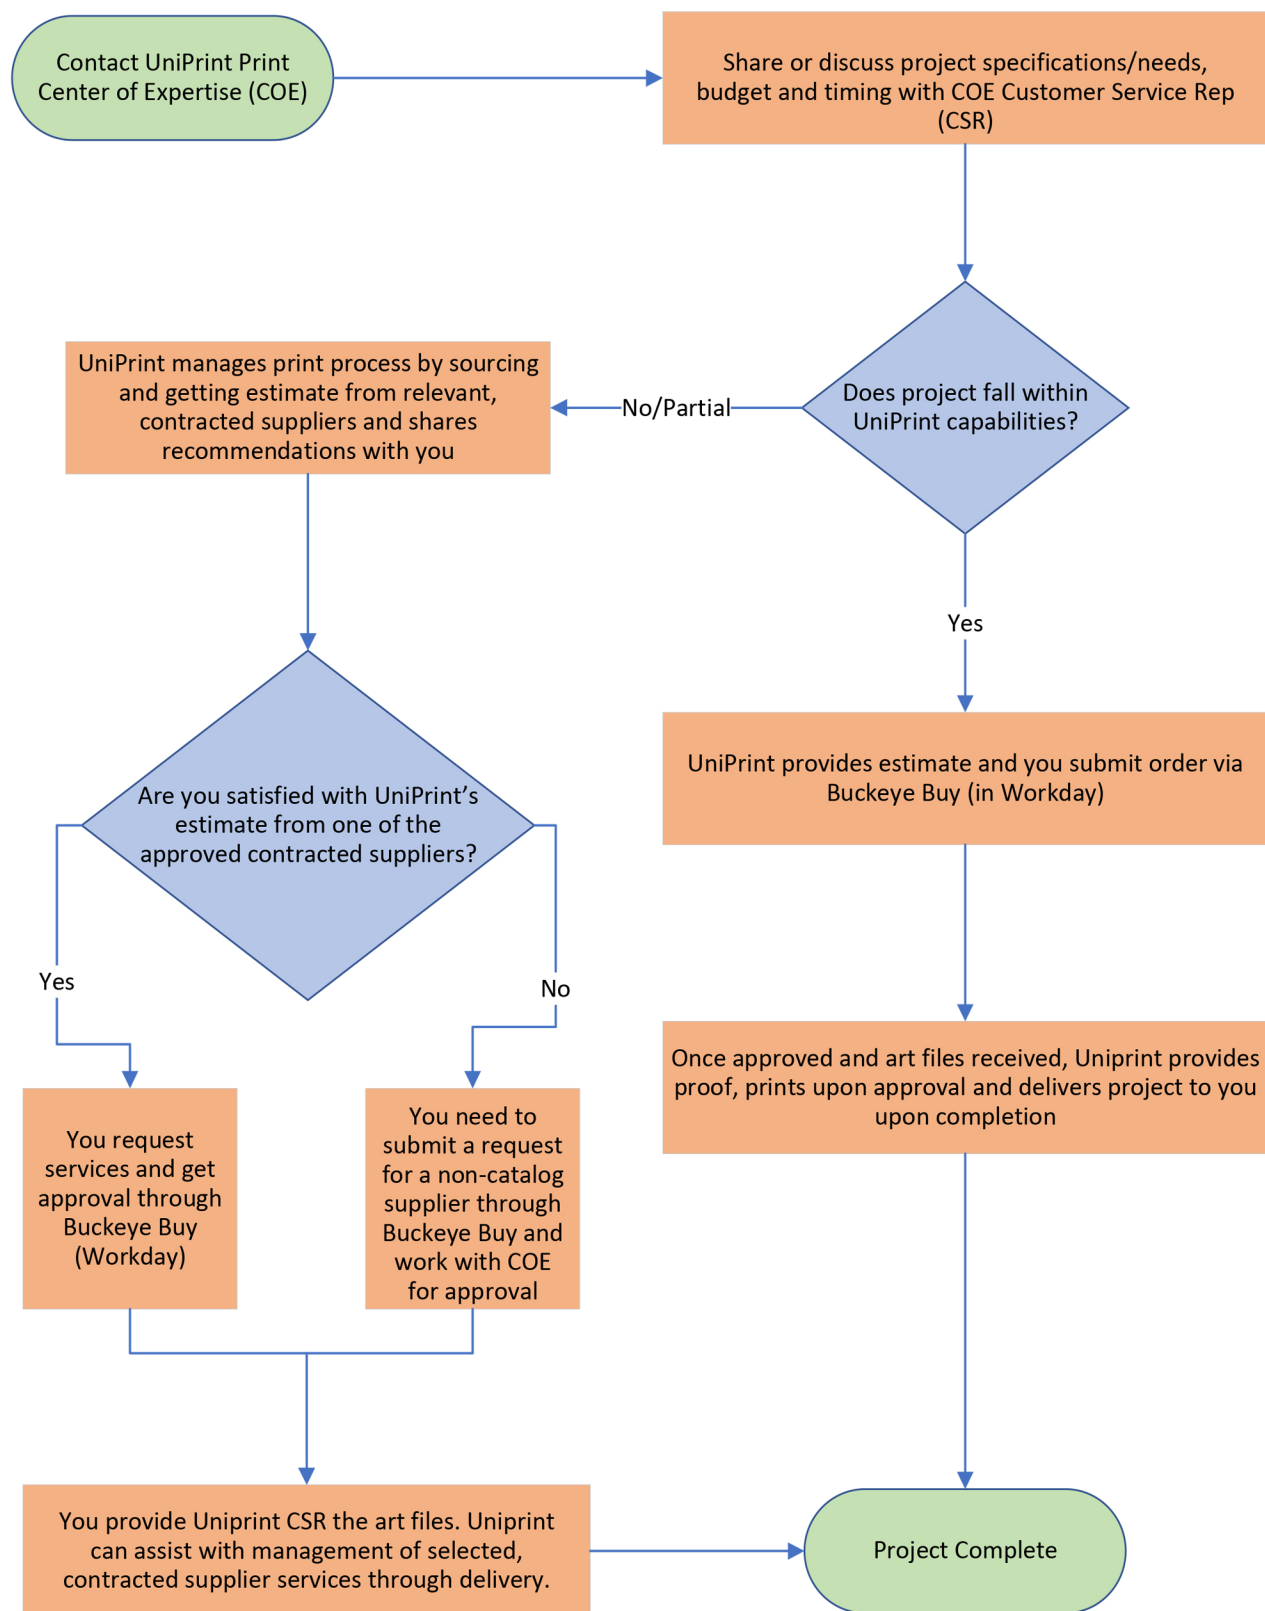 Contact UniPrint Print
Center of Expertise (COE)
Share or discuss project specifications/needs,
budget and timing with COE Customer Service Rep
(CSR)
Does project fall within
UniPrint capabilities?
No/Partial
UniPrint manages print process by sourcing
and getting estimate from relevant,
contracted suppliers and shares
recommendations with you
Yes
UniPrint provides estimate and you submit order via
Buckeye Buy (in Workday)
Are you satisfied with UniPrint’s
estimate from one of the
approved contracted suppliers?
Yes
No
Once approved and art files received, Uniprint provides
proof, prints upon approval and delivers project to you
upon completion
You request
services and get
approval through
Buckeye Buy
(Workday)
You need to
submit a request
for a non-catalog
supplier through
Buckeye Buy and
work with COE
for approval
You provide Uniprint CSR the art files. Uniprint
can assist with management of selected,
contracted supplier services through delivery.
Project Complete